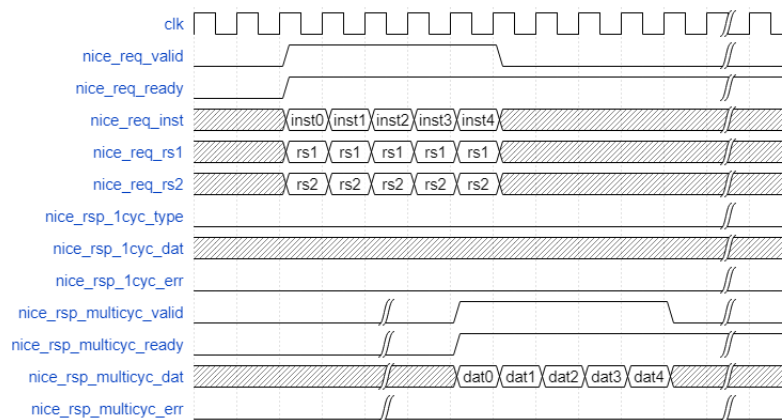 clk
nice_req_valid
nice_req_ready
nice_req_inst inst0 inst1 inst2 inst3 inst4
nice_req_rs1 rs1 rs1 rs1 rs1 rs1
nice_req_rs2 rs2 rs2 rs2 rs2 rs2
nice_rsp_1cyc_type
nice_rsp_1cyc_dat
nice_rsp_1cyc_err
nice_rsp_multicyc_valid
nice_rsp_multicyc_ready
nice_rsp_multicyc_dat dat0 dat1 dat2 dat3 dat4
nice_rsp_multicyc_err